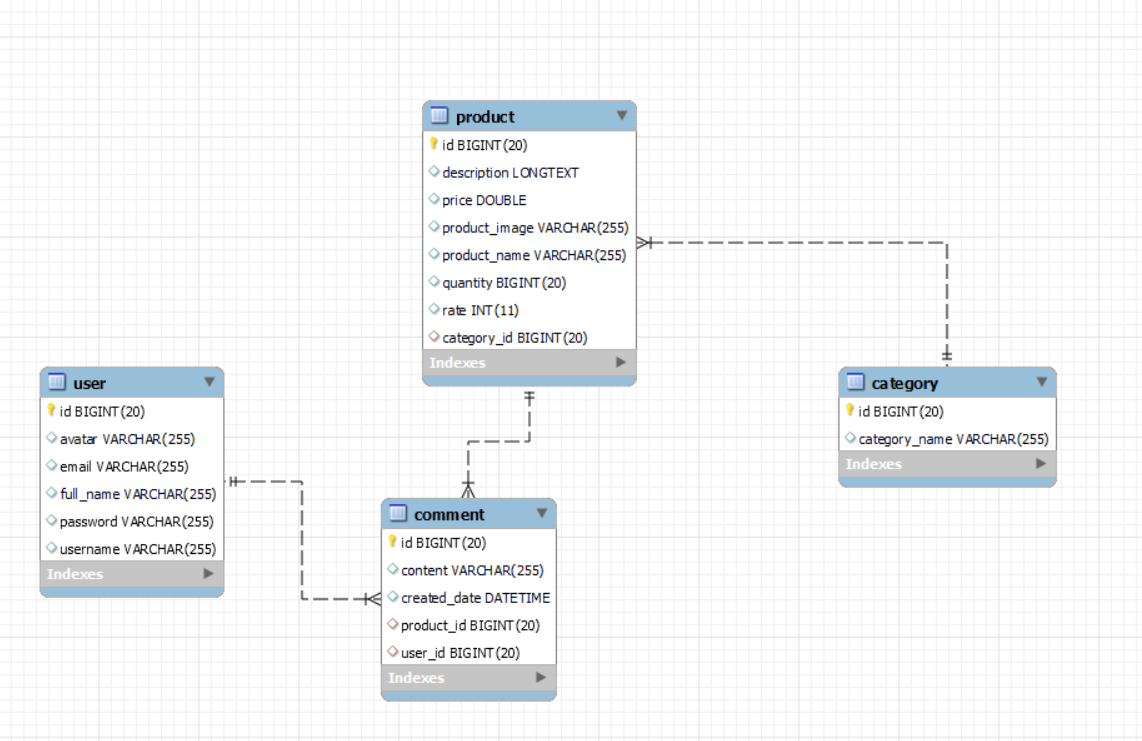 product
id BIGINT(20)
description LONGTEXT
price DOUBLE
product_image VARCHAR(255)
product_name VARCHAR(255)
quantity BIGINT(20)
rate INT(11)
category_id BIGINT(20)
Indexes
user
id BIGINT(20)
avatar VARCHAR(255)
email VARCHAR(255)
full_name VARCHAR(255)
password VARCHAR(255)
username VARCHAR(255)
Indexes
category
id BIGINT(20)
category_name VARCHAR(255)
Indexes
comment
id BIGINT(20)
content VARCHAR(255)
created_date DATETIME
product_id BIGINT(20)
user_id BIGINT(20)
Indexes